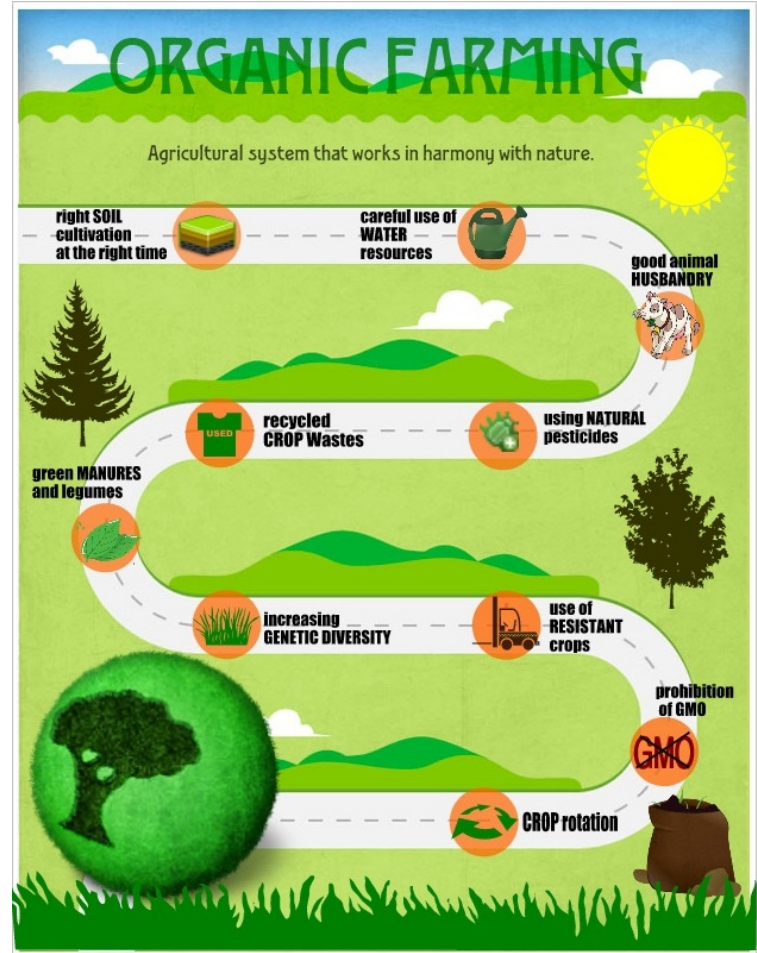 ORGANIC FARMING
Agricultural system that works in harmony with nature.
right SOIL
cultivation
at the right time
careful use of
WATER
resources
good animal
HUSBANDRY
using NATURAL
pesticides
recycled
CROP Wastes
USED
green MANURES
and legumes
increasing
GENETIC DIVERSITY
use of
RESISTANT
crops
prohibition
of GMO
GMO
CROP rotation